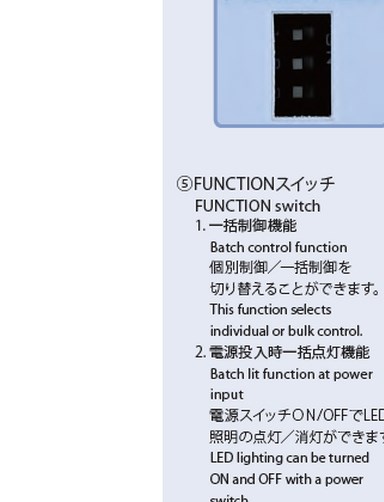 ⑤FUNCTIONスイッチ
FUNCTION switch
1. 一括制御機能
Batch control function
個別制御／一括制御を
切り替えることができます。
This function selects
individual or bulk control.
2. 電源投入時一括点灯機能
Batch lit function at power
input
電源スイッチON/OFFでLED
照明の点灯／消灯ができます
LED lighting can be turned
ON and OFF with a power
switch